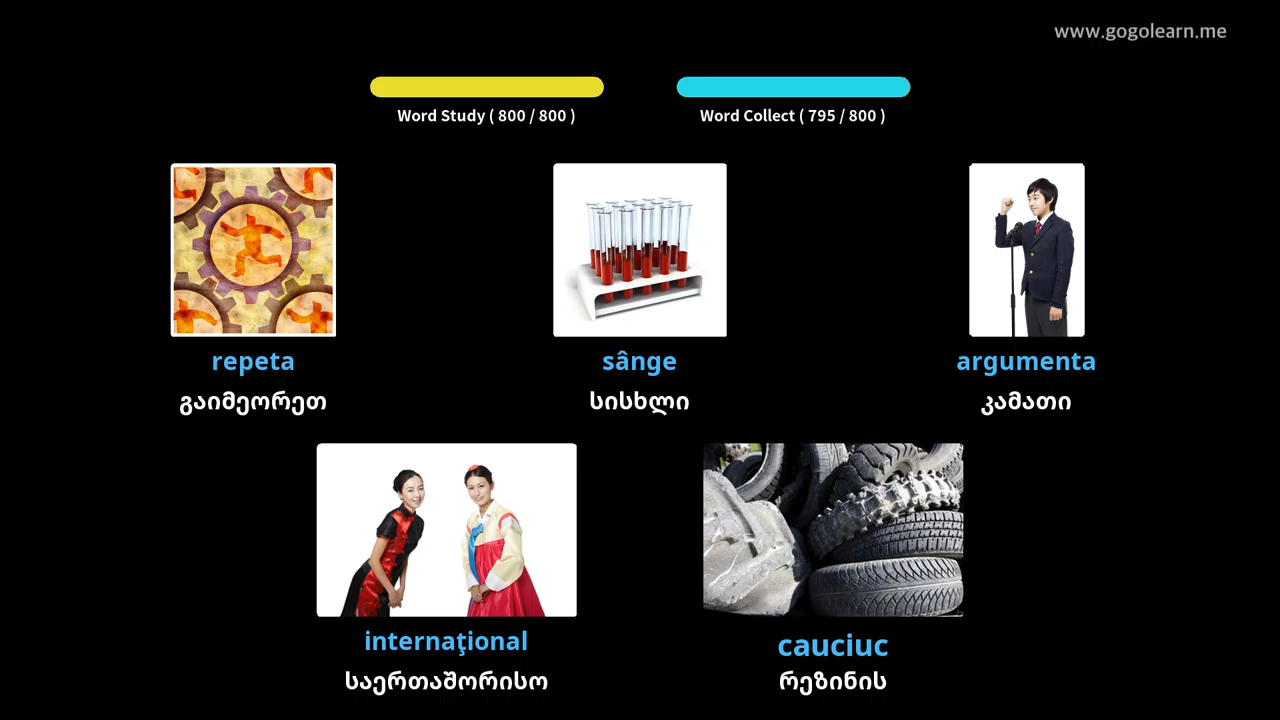 www.gogolearn.me
Word Study ( 800 / 800 )
Word Collect ( 795 / 800 )
repeta
sânge
argumenta
გაიმეორეთ
სისხლი
კამათი
internaţional
cauciuc
საერთაშორისო
რეზინის